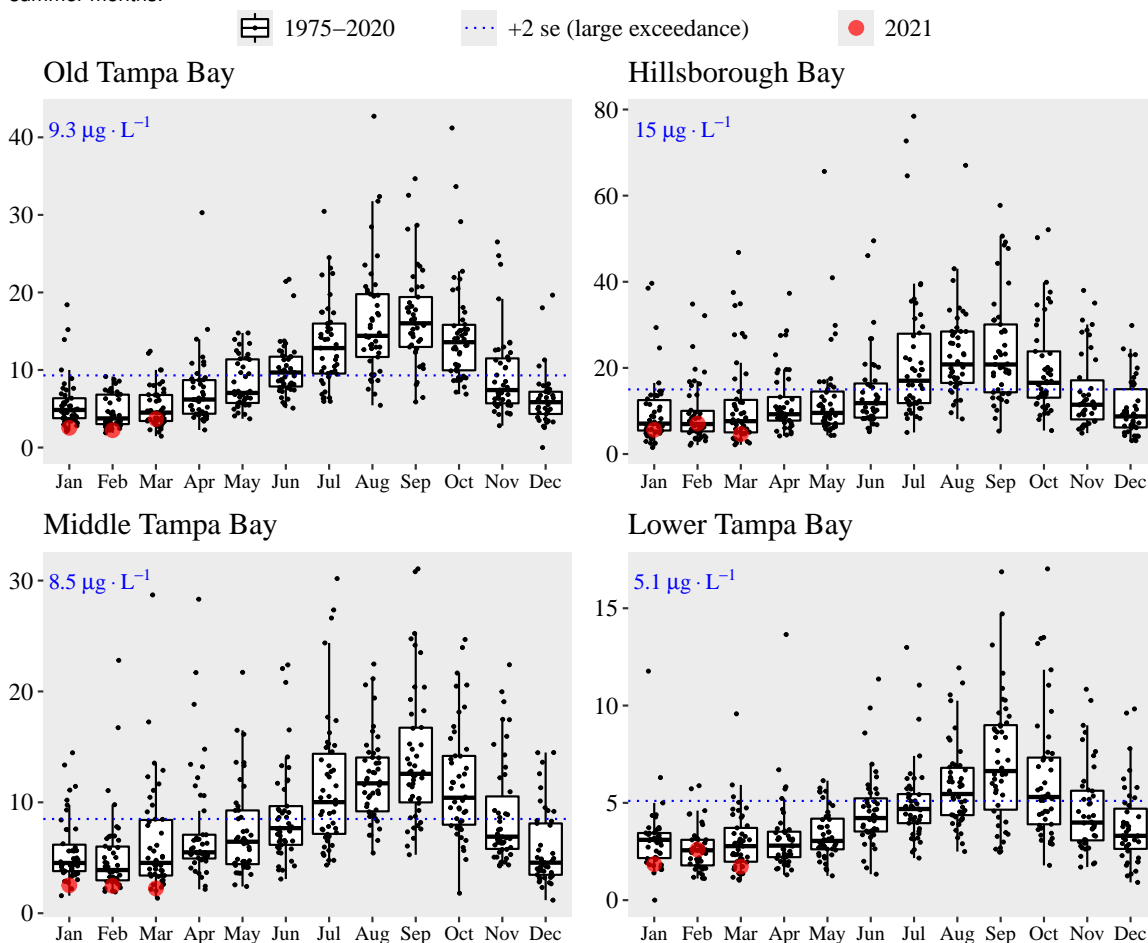 summer months.
1975−2020 +2 se (large exceedance) 2021
Old Tampa Bay
9.3 μg · L⁻¹
40
30
20
10
0
Jan Feb Mar Apr May Jun Jul Aug Sep Oct Nov Dec
Hillsborough Bay
15 μg · L⁻¹
80
60
40
20
0
Jan Feb Mar Apr May Jun Jul Aug Sep Oct Nov Dec
Middle Tampa Bay
8.5 μg · L⁻¹
30
20
10
0
Jan Feb Mar Apr May Jun Jul Aug Sep Oct Nov Dec
Lower Tampa Bay
5.1 μg · L⁻¹
15
10
5
0
Jan Feb Mar Apr May Jun Jul Aug Sep Oct Nov Dec